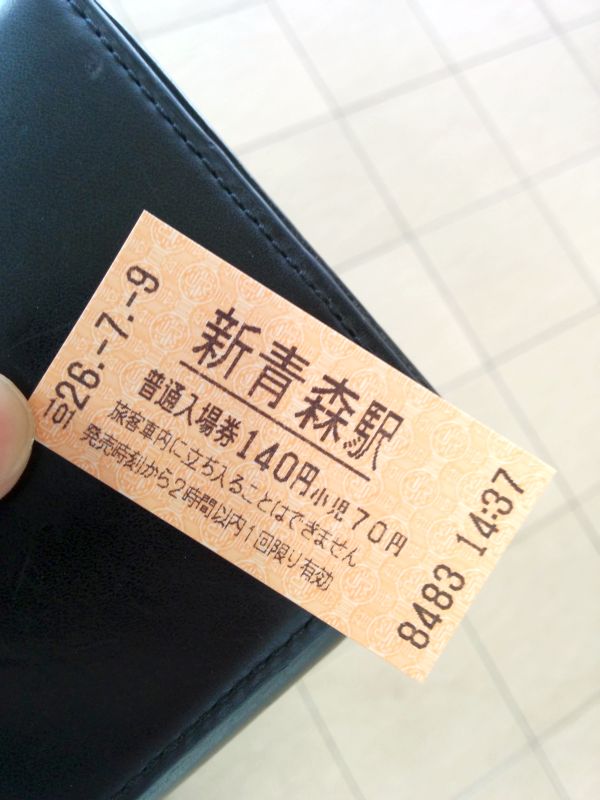 新青森駅
普通入場券140円小児70円
旅客車内に立ち入ることはできません
発売時刻から2時間以内1回限り有効
26.-7.-9
101
8483 14:37